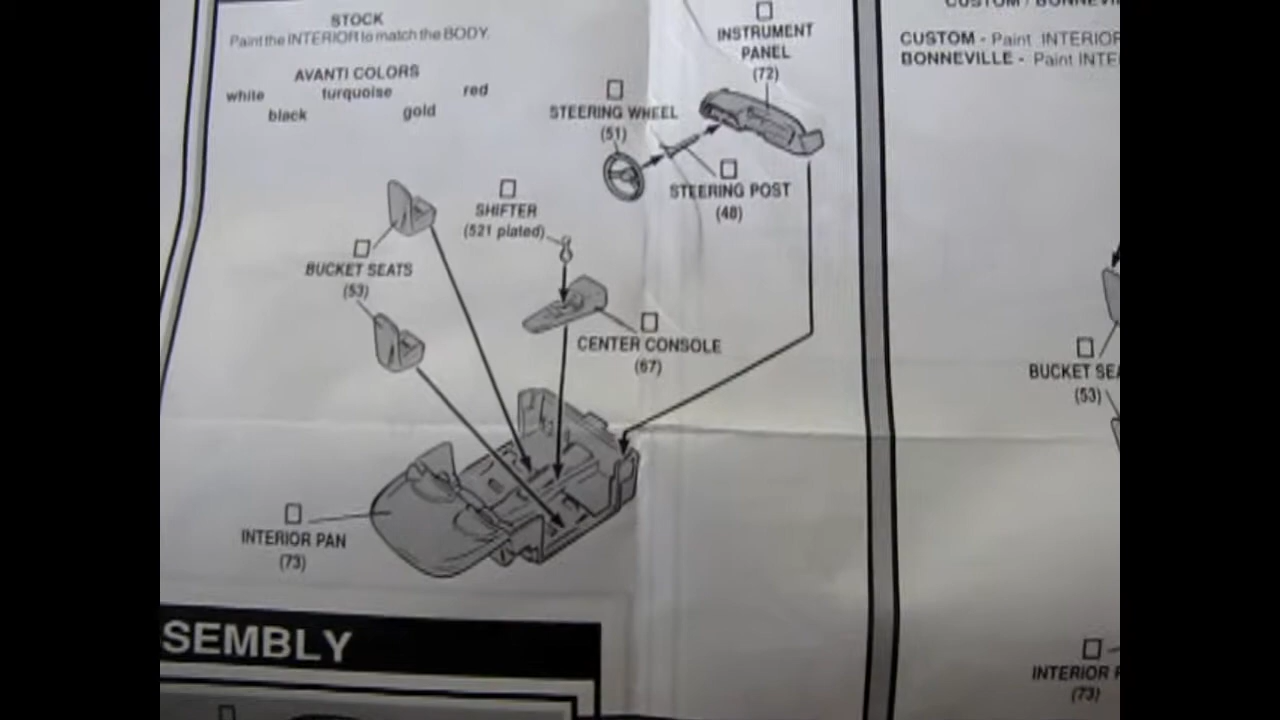 STOCK
Paint the INTERIOR to match the BODY.
AVANTI COLORS
white turquoise red
black gold
INSTRUMENT
PANEL
(72)
STEERING WHEEL
(51)
STEERING POST
(48)
SHIFTER
(521 plated)
BUCKET SEATS
(53)
CENTER CONSOLE
(67)
INTERIOR PAN
(73)
SEMBLY
CUSTOM / BONNEVI
CUSTOM - Paint INTERIOR
BONNEVILLE - Paint INTE
BUCKET SEA
(53)
INTERIOR P
(73)